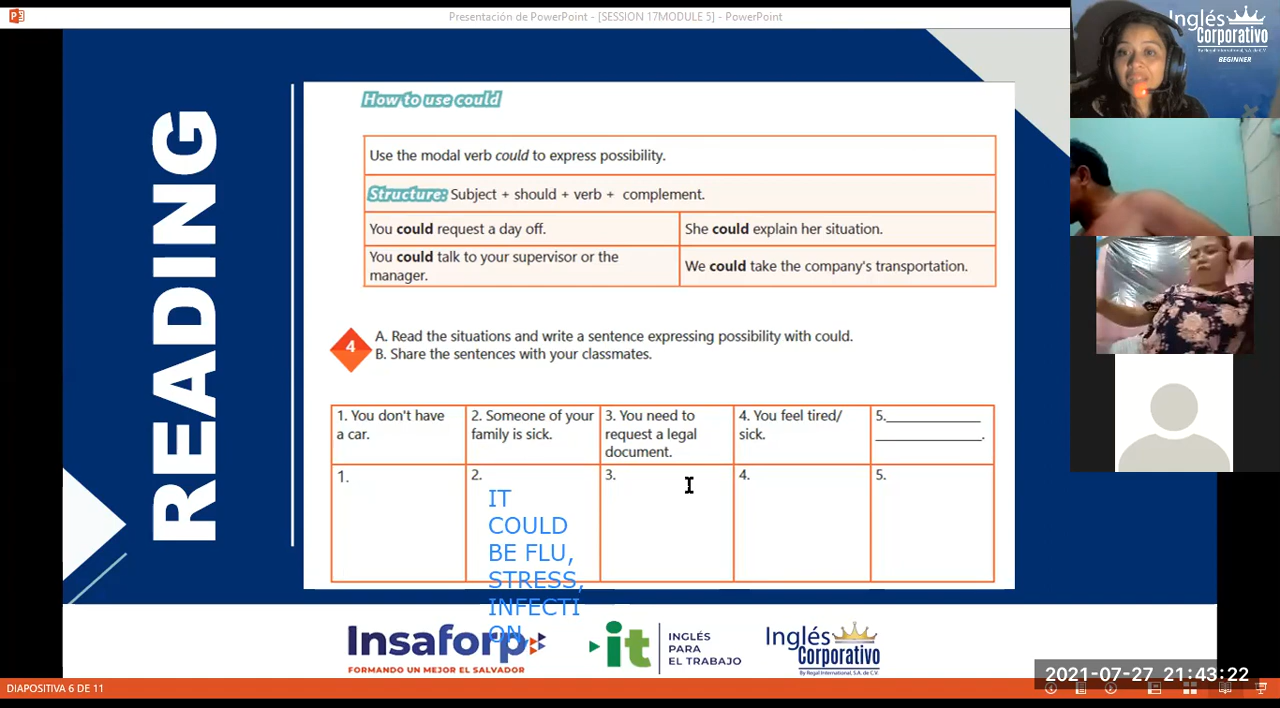 Presentación de PowerPoint - [SESSION 17MODULE 5] - PowerPoint
Inglés
Corporativo
By Regal International, S.A. de C.V.
BEGINNER
READING
How to use could
Use the modal verb could to express possibility.
Structure: Subject + should + verb + complement.
You could request a day off.
She could explain her situation.
You could talk to your supervisor or the
manager.
We could take the company's transportation.
4
A. Read the situations and write a sentence expressing possibility with could.
B. Share the sentences with your classmates.
1. You don't have
a car.
2. Someone of your
family is sick.
3. You need to
request a legal
document.
4. You feel tired/
sick.
5.____________
_______________.
1.
2.
IT
COULD
BE FLU,
STRESS,
INFECTI
ON
3.
4.
5.
Insaforp
FORMANDO UN MEJOR EL SALVADOR
it
INGLÉS
PARA
EL TRABAJO
Inglés
Corporativo
By Regal International, S.A. de C.V.
2021-07-27 21:43:22
DIAPOSITIVA 6 DE 11